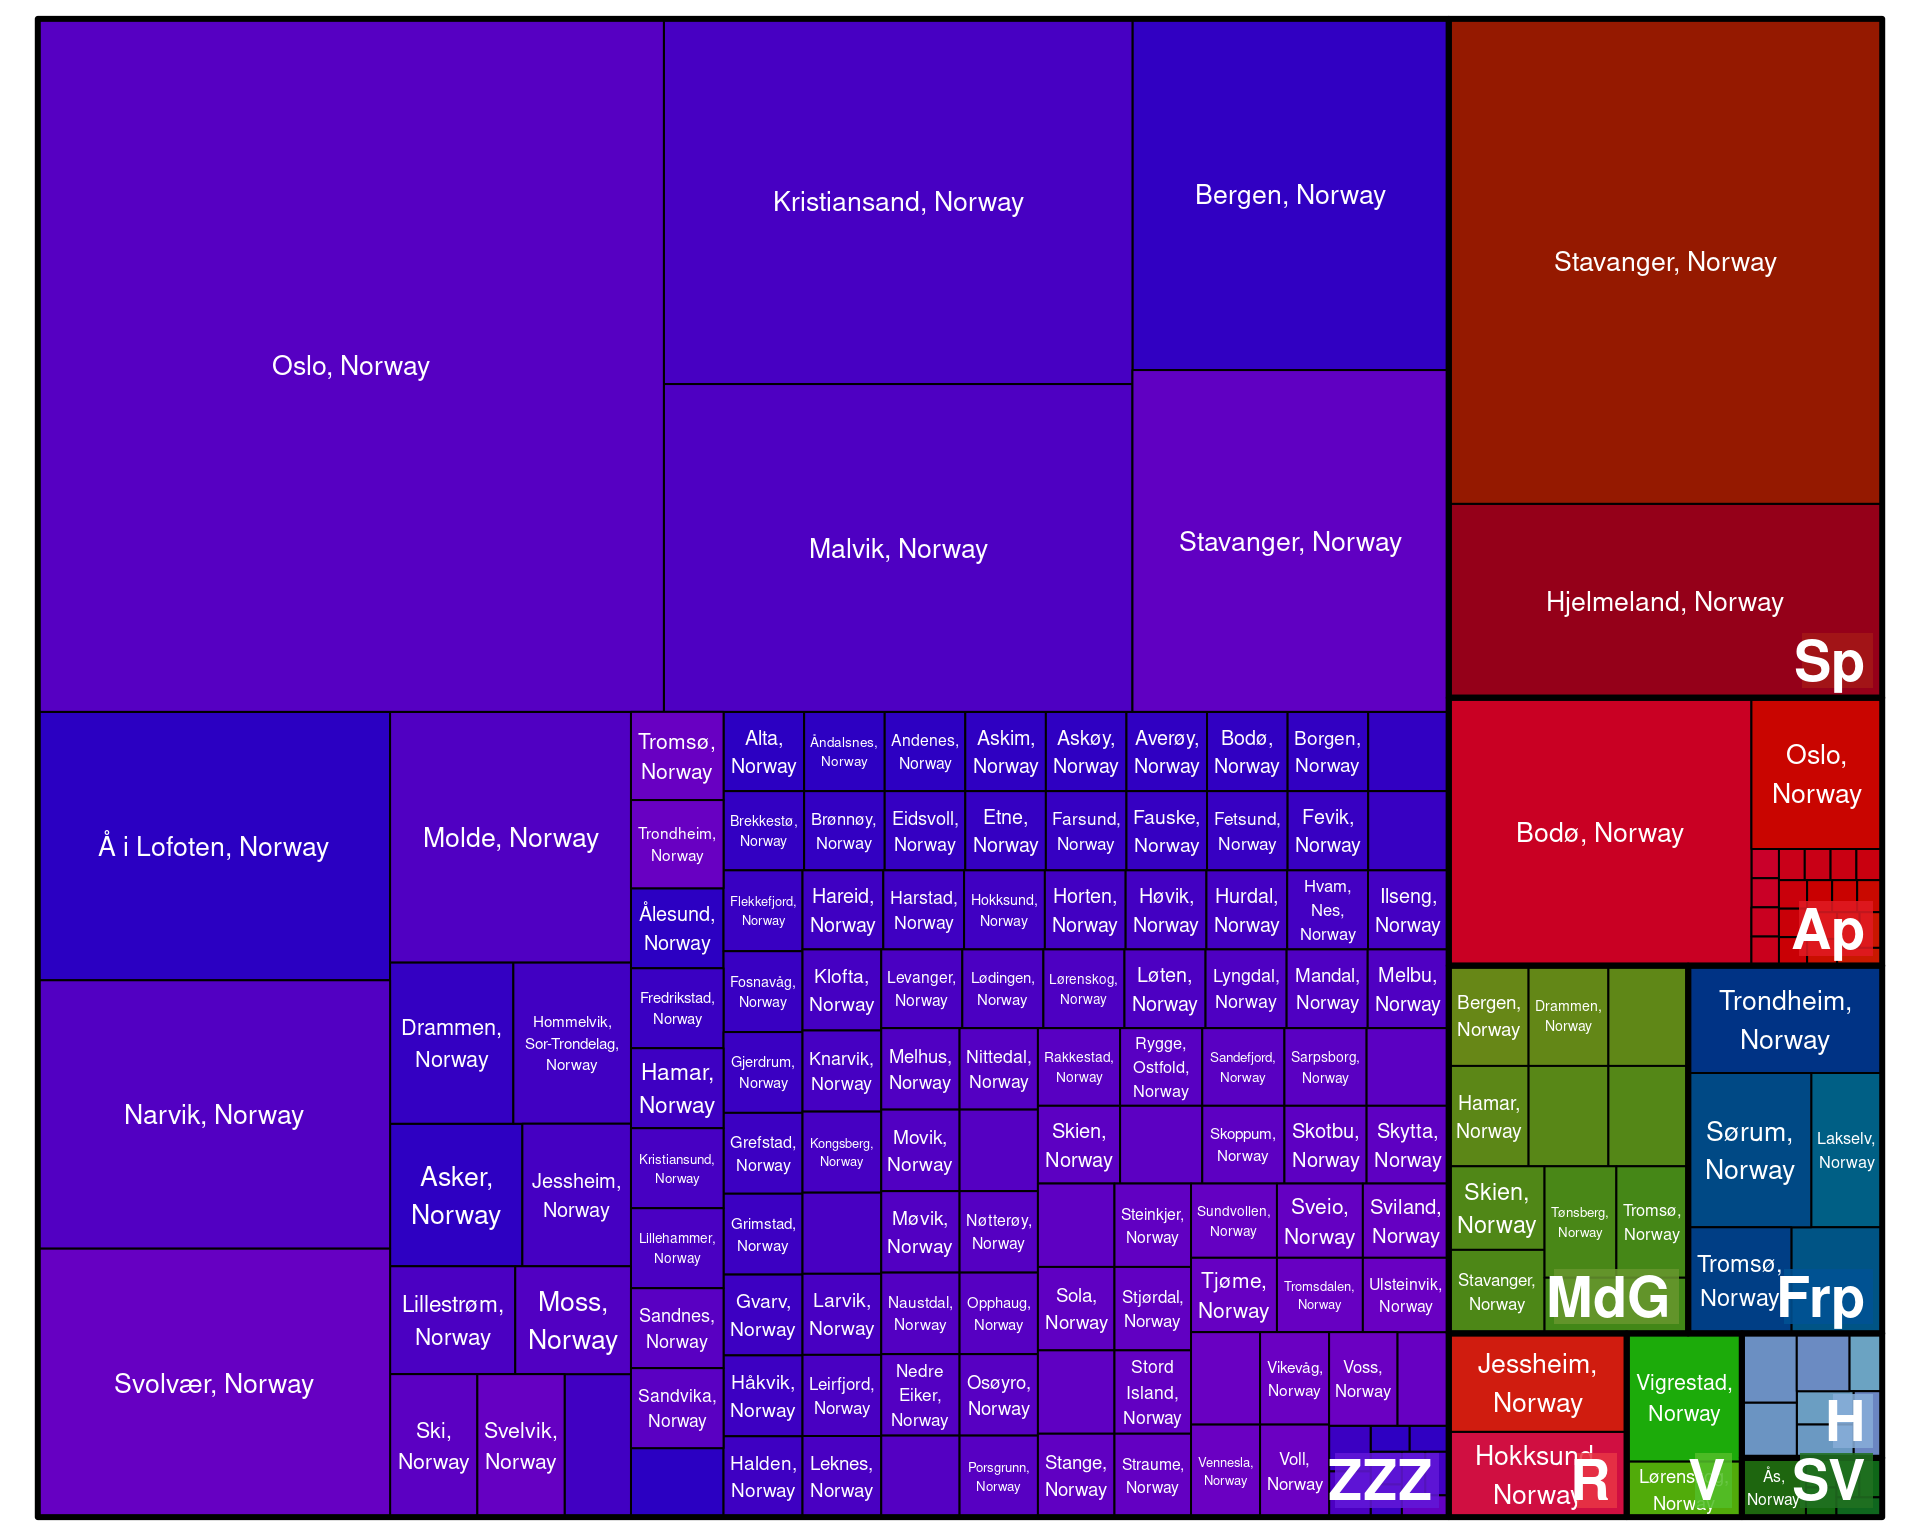 Oslo, Norway
Kristiansand, Norway
Bergen, Norway
Malvik, Norway
Stavanger, Norway
Å i Lofoten, Norway
Narvik, Norway
Svolvær, Norway
Molde, Norway
Drammen,
Norway
Hommelvik,
Sor-Trondelag,
Norway
Asker,
Norway
Jessheim,
Norway
Lillestrøm,
Norway
Moss,
Norway
Ski,
Norway
Svelvik,
Norway
Tromsø,
Norway
Trondheim,
Norway
Ålesund,
Norway
Fredrikstad,
Norway
Hamar,
Norway
Kristiansund,
Norway
Lillehammer,
Norway
Sandnes,
Norway
Sandvika,
Norway
Alta,
Norway
Åndalsnes,
Norway
Andenes,
Norway
Askim,
Norway
Askøy,
Norway
Averøy,
Norway
Bodø,
Norway
Borgen,
Norway
Brekkestø,
Norway
Brønnøy,
Norway
Eidsvoll,
Norway
Etne,
Norway
Farsund,
Norway
Fauske,
Norway
Fetsund,
Norway
Fevik,
Norway
Flekkefjord,
Norway
Hareid,
Norway
Harstad,
Norway
Hokksund,
Norway
Horten,
Norway
Høvik,
Norway
Hurdal,
Norway
Hvam,
Nes,
Norway
Ilseng,
Norway
Fosnavåg,
Norway
Klofta,
Norway
Levanger,
Norway
Lødingen,
Norway
Lørenskog,
Norway
Løten,
Norway
Lyngdal,
Norway
Mandal,
Norway
Melbu,
Norway
Gjerdrum,
Norway
Knarvik,
Norway
Melhus,
Norway
Nittedal,
Norway
Rakkestad,
Norway
Rygge,
Ostfold,
Norway
Sandefjord,
Norway
Sarpsborg,
Norway
Grefstad,
Norway
Kongsberg,
Norway
Movik,
Norway
Skien,
Norway
Skoppum,
Norway
Skotbu,
Norway
Skytta,
Norway
Grimstad,
Norway
Møvik,
Norway
Nøtterøy,
Norway
Steinkjer,
Norway
Sundvollen,
Norway
Sveio,
Norway
Sviland,
Norway
Gvarv,
Norway
Larvik,
Norway
Naustdal,
Norway
Opphaug,
Norway
Sola,
Norway
Stjørdal,
Norway
Tjøme,
Norway
Tromsdalen,
Norway
Ulsteinvik,
Norway
Håkvik,
Norway
Leirfjord,
Norway
Nedre
Eiker,
Norway
Osøyro,
Norway
Stord
Island,
Norway
Vikevåg,
Norway
Voss,
Norway
Halden,
Norway
Leknes,
Norway
Porsgrunn,
Norway
Stange,
Norway
Straume,
Norway
Vennesla,
Norway
Voll,
Norway
ZZZ
Stavanger, Norway
Hjelmeland, Norway
Sp
Bodø, Norway
Oslo,
Norway
Ap
Bergen,
Norway
Drammen,
Norway
Hamar,
Norway
Skien,
Norway
Tønsberg,
Norway
Tromsø,
Norway
Stavanger,
Norway
MdG
Trondheim,
Norway
Sørum,
Norway
Lakselv,
Norway
Tromsø,
Norway
Frp
Jessheim,
Norway
Hokksund,
Norway
R
Vigrestad,
Norway
Norway
V
H
Ås,
Norway
SV